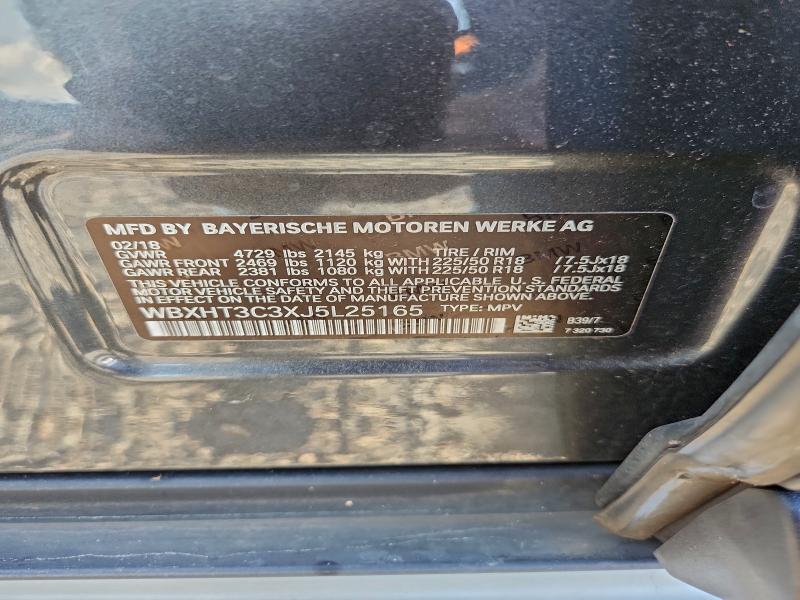 MFD BY BAYERISCHE MOTOREN WERKE AG
02/18
GVWR 4729 lbs 2145 kg TIRE / RIM
GAWR FRONT 2469 lbs 1120 kg WITH 225/50 R18 /7.5Jx18
GAWR REAR 2381 lbs 1080 kg WITH 225/50 R18 /7.5Jx18
THIS VEHICLE CONFORMS TO ALL APPLICABLE U.S. FEDERAL
MOTOR VEHICLE SAFETY AND THEFT PREVENTION STANDARDS
IN EFFECT ON THE DATE OF MANUFACTURE SHOWN ABOVE.
WBXHT3C3XJ5L25165 TYPE: MPV
B39/7
7 320 730